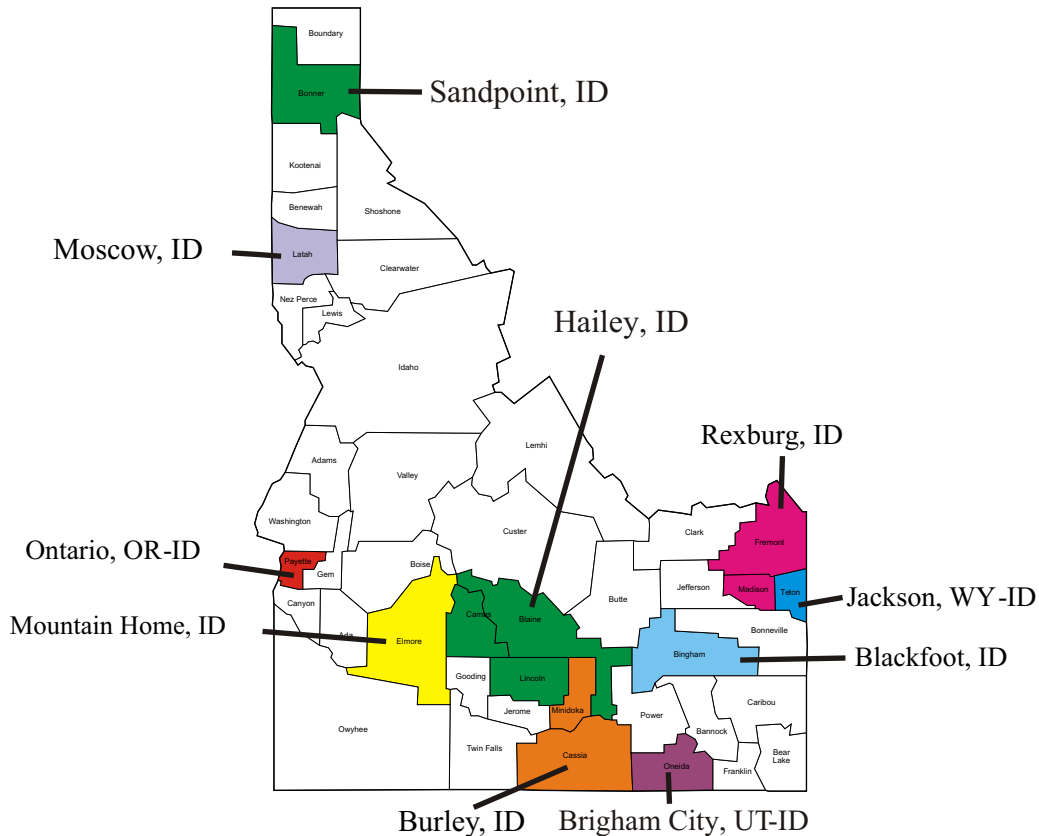 Boundary
Bonner
Sandpoint, ID
Kootenai
Benewah
Shoshone
Moscow, ID
Latah
Clearwater
Nez Perce
Lewis
Hailey, ID
Idaho
Rexburg, ID
Lemhi
Adams
Valley
Washington
Custer
Clark
Fremont
Ontario, OR-ID
Payette
Gem
Boise
Butte
Jefferson
Madison
Teton
Jackson, WY-ID
Canyon
Ada
Mountain Home, ID
Elmore
Camas
Blaine
Bonneville
Bingham
Blackfoot, ID
Gooding
Lincoln
Minidoka
Jerome
Power
Caribou
Owyhee
Twin Falls
Cassia
Bannock
Oneida
Franklin
Bear
Lake
Burley, ID
Brigham City, UT-ID